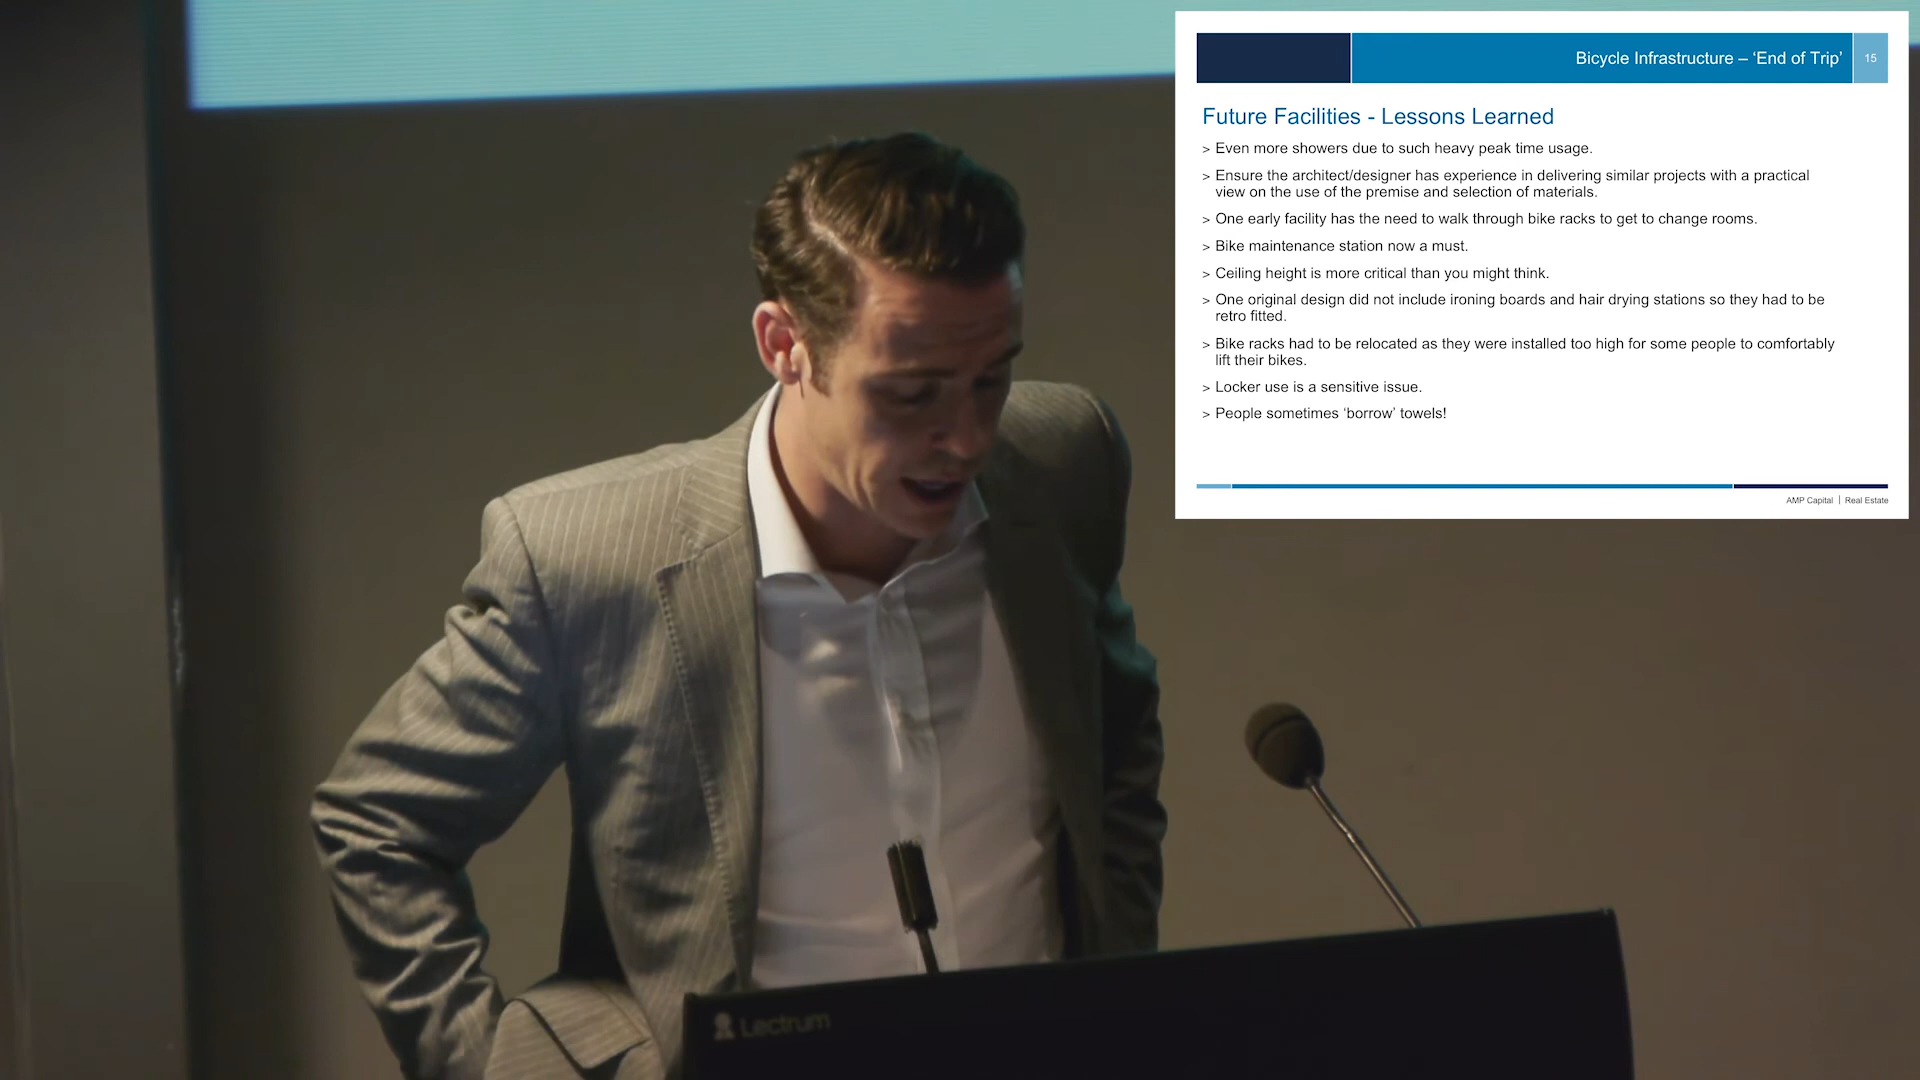 Bicycle Infrastructure – ‘End of Trip’ 15
Future Facilities - Lessons Learned
> Even more showers due to such heavy peak time usage.
> Ensure the architect/designer has experience in delivering similar projects with a practical
view on the use of the premise and selection of materials.
> One early facility has the need to walk through bike racks to get to change rooms.
> Bike maintenance station now a must.
> Ceiling height is more critical than you might think.
> One original design did not include ironing boards and hair drying stations so they had to be
retro fitted.
> Bike racks had to be relocated as they were installed too high for some people to comfortably
lift their bikes.
> Locker use is a sensitive issue.
> People sometimes ‘borrow’ towels!
AMP Capital | Real Estate
Lectrum